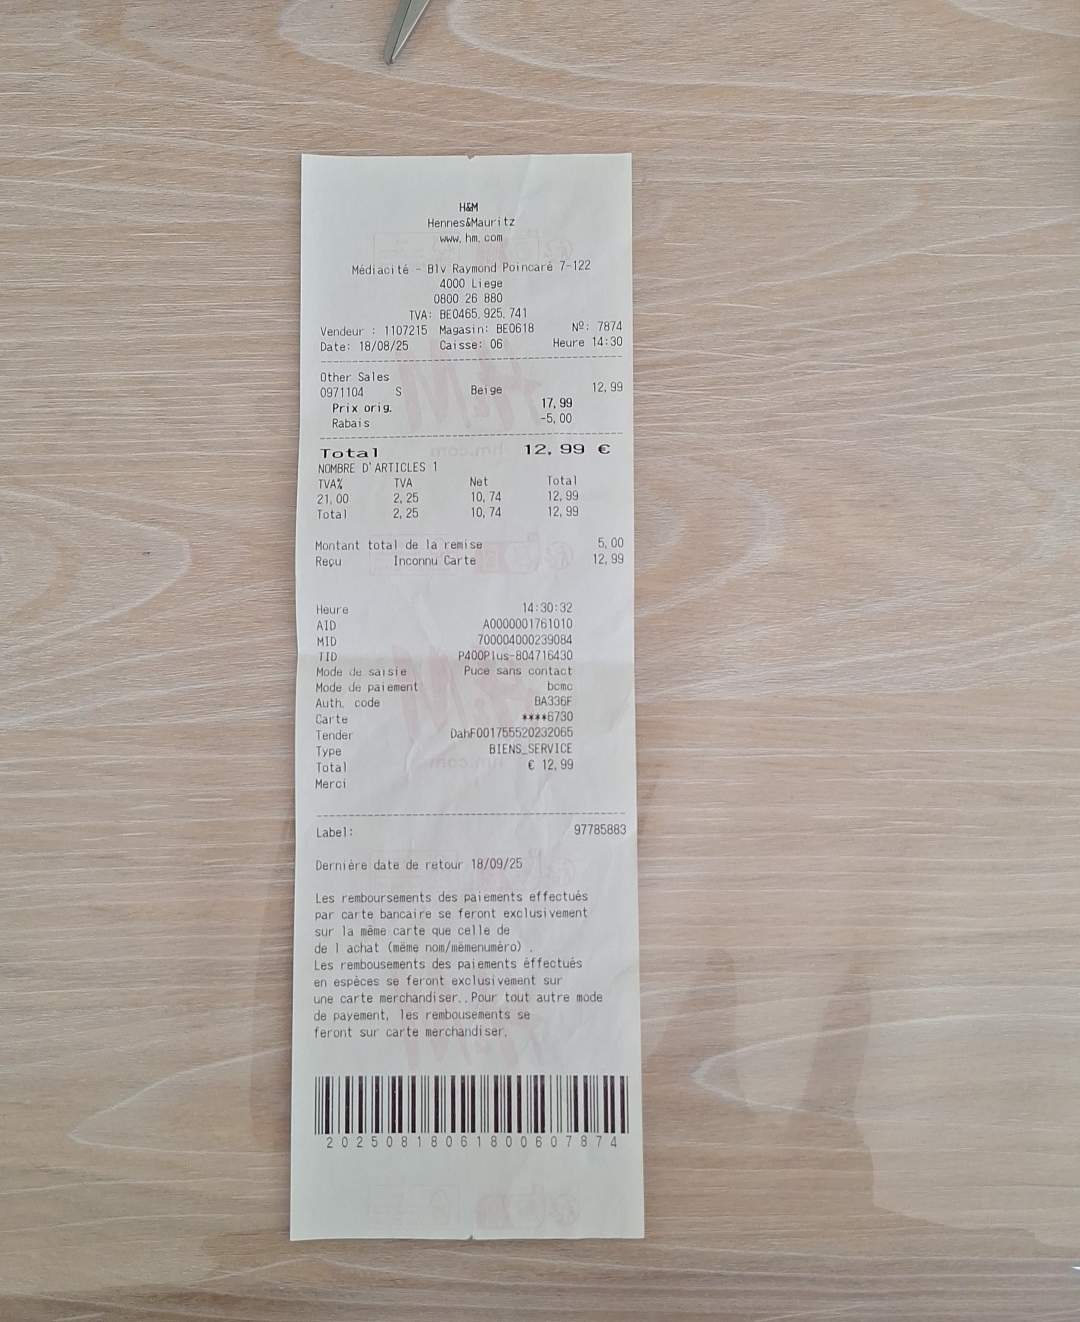 H&M
Hennes&Mauritz
www.hm.com
Médiacité - Blv Raymond Poincaré 7-122
4000 Liege
0800 26 880
TVA: BE0465.925.741
Vendeur : 1107215 Magasin: BE0618 Nº: 7874
Date: 18/08/25 Caisse: 06 Heure 14:30
Other Sales
0971104 S Beige 12,99
Prix orig. 17,99
Rabais -5,00
Total 12,99 €
NOMBRE D'ARTICLES 1
TVA% TVA Net Total
21,00 2,25 10,74 12,99
Total 2,25 10,74 12,99
Montant total de la remise 5,00
Reçu Inconnu Carte 12,99
Heure 14:30:32
AID A0000001761010
MID 700004000239084
TID P400Plus-804716430
Mode de saisie Puce sans contact
Mode de paiement bcmc
Auth. code BA336F
Carte ****6730
Tender DahF001755520232065
Type BIENS_SERVICE
Total € 12,99
Merci
Label: 97785883
Dernière date de retour 18/09/25
Les remboursements des paiements effectués
par carte bancaire se feront exclusivement
sur la même carte que celle de
de l achat (même nom/mêmenuméro) .
Les rembousements des paiements éffectués
en espèces se feront exclusivement sur
une carte merchandiser..Pour tout autre mode
de payement, les rembousements se
feront sur carte merchandiser.
2025081806180060 7874